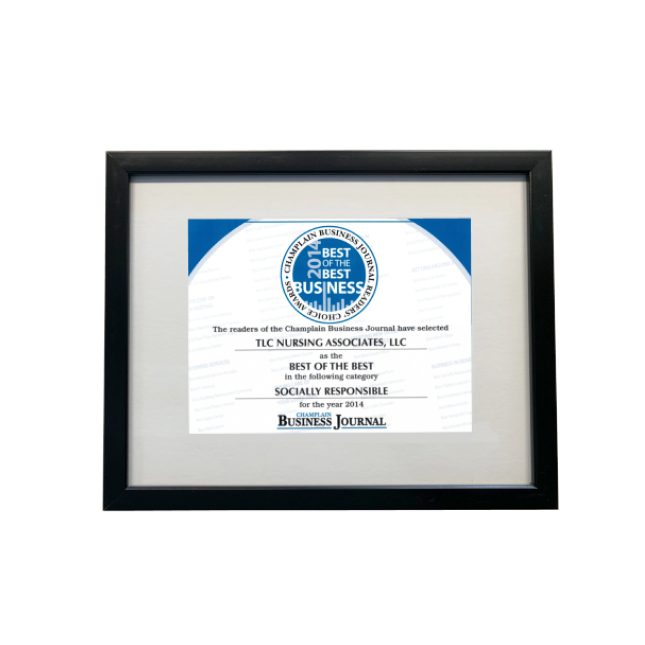 CHAMPLAIN BUSINESS JOURNAL READERS' CHOICE AWARDS
2014
BEST
OF THE
BEST
BUSINESS
The readers of the Champlain Business Journal have selected
TLC NURSING ASSOCIATES, LLC
as the
BEST OF THE BEST
in the following category
SOCIALLY RESPONSIBLE
for the year 2014
CHAMPLAIN
BUSINESS JOURNAL